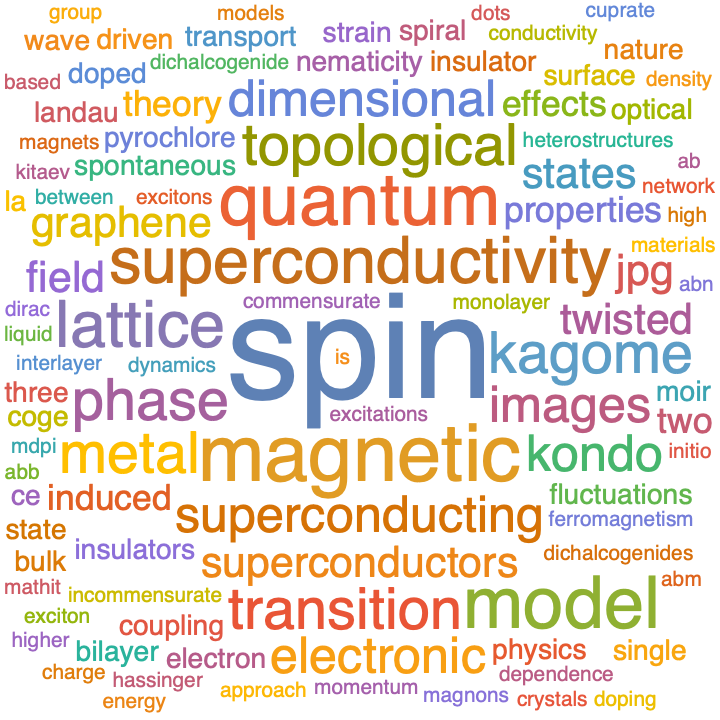 group models dots cuprate
wave driven transport strain spiral conductivity nature
based doped dichalcogenide nematicity insulator surface density
landau theory dimensional effects optical
magnets pyrochlore topological heterostructures
kitaev spontaneous states ab
la between excitons quantum properties network high
graphene superconductivity materials
field jpg abn
dirac lattice commensurate monolayer twisted
liquid spin is kagome
interlayer dynamics moir
three phase excitations images two
coge
mdpi metal magnetic kondo initio
abb
ce induced superconducting fluctuations
state ferromagnetism
bulk insulators superconductors dichalcogenides
mathit incommensurate transition model abm
exciton coupling
higher bilayer electron electronic physics single
charge hassinger dependence
energy approach momentum magnons crystals doping